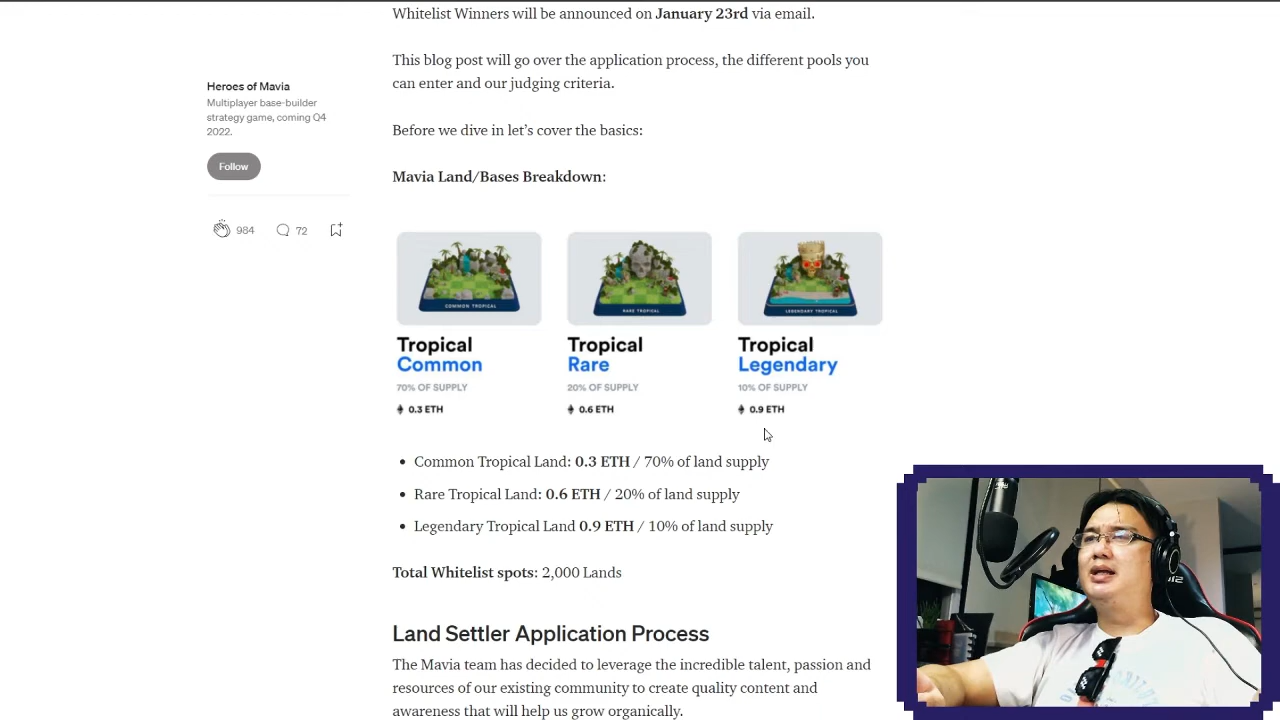 Whitelist Winners will be announced on January 23rd via email.
This blog post will go over the application process, the different pools you
can enter and our judging criteria.
Heroes of Mavia
Multiplayer base-builder
strategy game, coming Q4
2022.
Follow
984
72
Before we dive in let’s cover the basics:
Mavia Land/Bases Breakdown:
COMMON TROPICAL
RARE TROPICAL
LEGENDARY TROPICAL
Tropical
Common
70% OF SUPPLY
0.3 ETH
Tropical
Rare
20% OF SUPPLY
0.6 ETH
Tropical
Legendary
10% OF SUPPLY
0.9 ETH
Common Tropical Land: 0.3 ETH / 70% of land supply
Rare Tropical Land: 0.6 ETH / 20% of land supply
Legendary Tropical Land 0.9 ETH / 10% of land supply
Total Whitelist spots: 2,000 Lands
Land Settler Application Process
The Mavia team has decided to leverage the incredible talent, passion and
resources of our existing community to create quality content and
awareness that will help us grow organically.